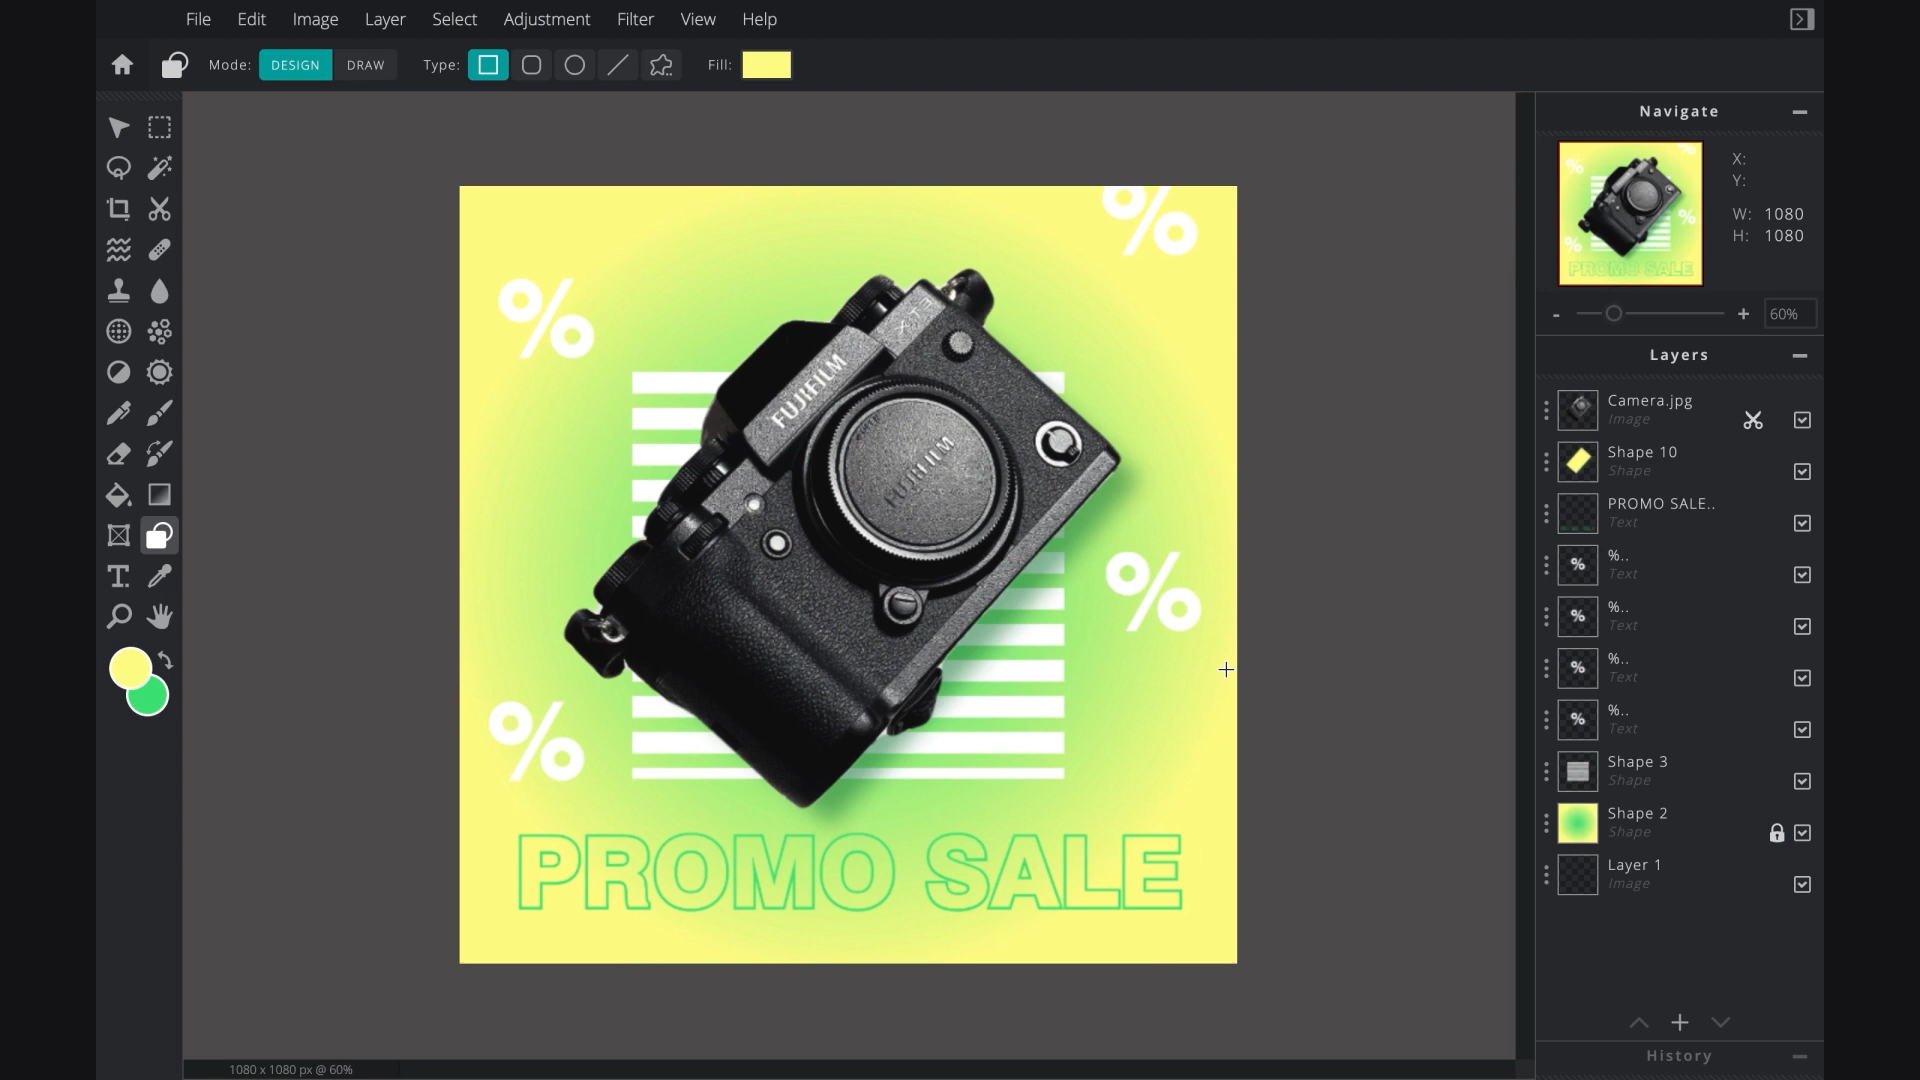 File Edit Image Layer Select Adjustment Filter View Help
Mode: DESIGN DRAW Type: Fill:
Navigate
X:
Y:
W: 1080
H: 1080
- + 60%
Layers
Camera.jpg
Image
Shape 10
Shape
PROMO SALE..
Text
%..
Text
%..
Text
%..
Text
%..
Text
Shape 3
Shape
Shape 2
Shape
Layer 1
Image
History
%
%
X-T3
FUJIFILM
FUJIFILM
%
%
PROMO SALE
1080 x 1080 px @ 60%